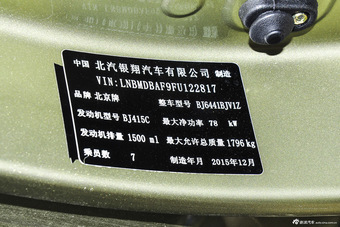 中国 北汽银翔汽车有限公司 制造
VIN:LNBMDBAF9FU122817
品牌 北京牌 整车型号 BJ6441BJV1Z
发动机型号 BJ415C 最大净功率 78 kW
发动机排量 1500 ml 最大允许总质量 1796 kg
乘员数 7 制造年月 2015年12月